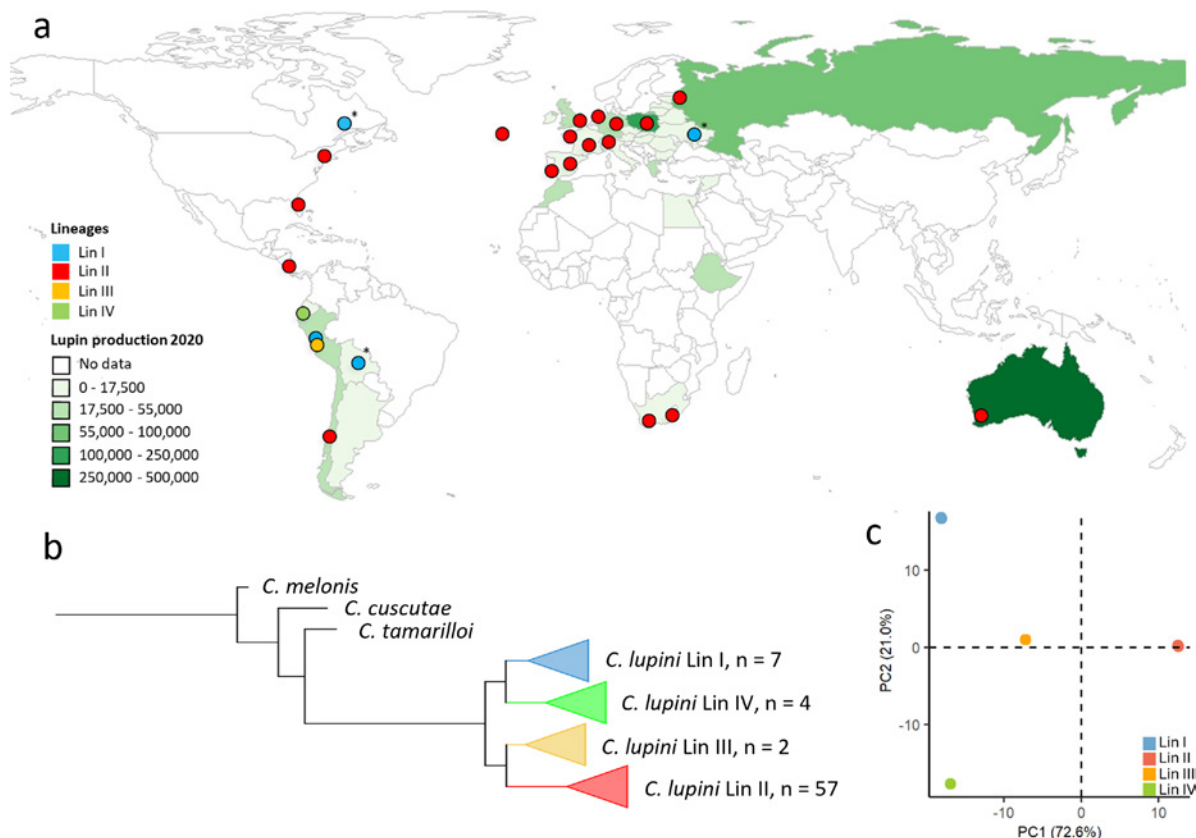 a
*
*
*
Lineages
Lin I
Lin II
Lin III
Lin IV
Lupin production 2020
No data
0 - 17,500
17,500 - 55,000
55,000 - 100,000
100,000 - 250,000
250,000 - 500,000
b
C. melonis
C. cuscutae
C. tamarilloi
C. lupini Lin I, n = 7
C. lupini Lin IV, n = 4
C. lupini Lin III, n = 2
C. lupini Lin II, n = 57
c
PC2 (21.0%)
10
0
-10
Lin I
Lin II
Lin III
Lin IV
-10 0 10
PC1 (72.6%)